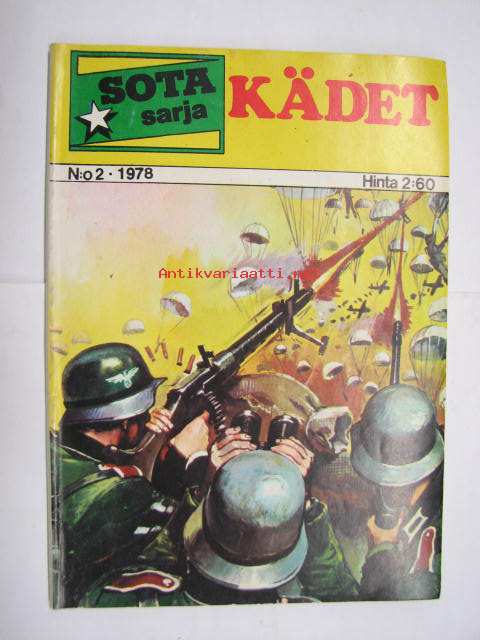 SOTA
sarja
KÄDET
N:o 2 · 1978
Hinta 2:60
Antikvariaatti.net